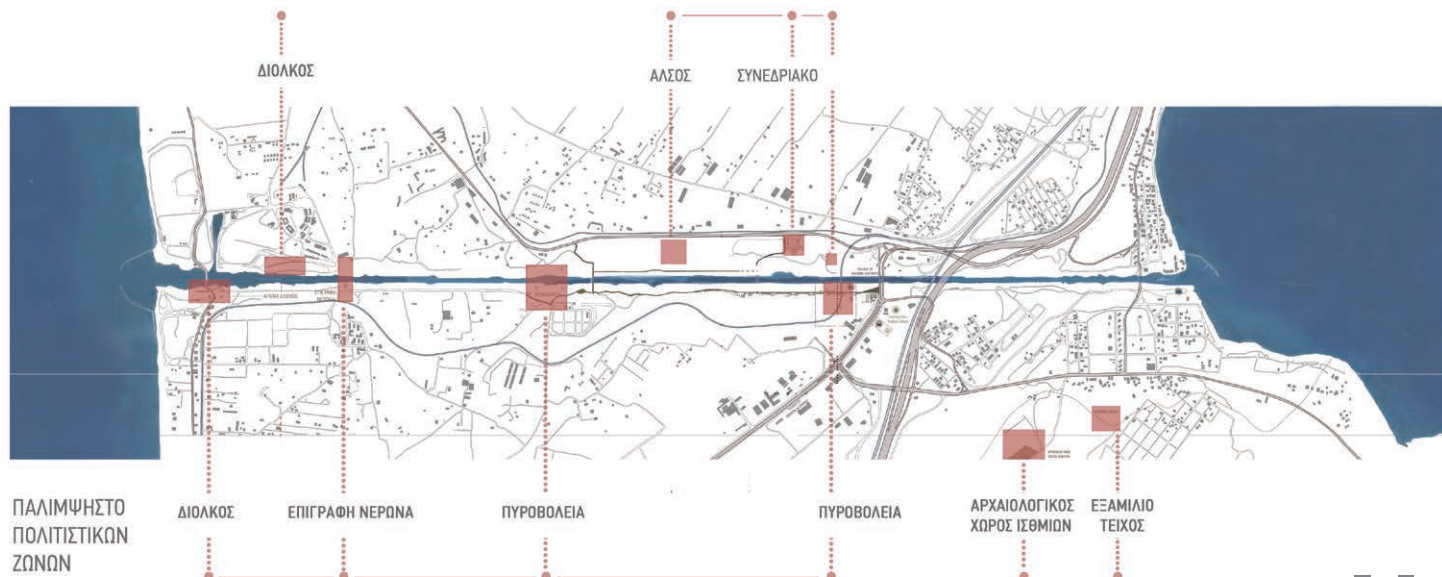 ΔΙΟΛΚΟΣ
ΑΛΣΟΣ
ΣΥΝΕΔΡΙΑΚΟ
ΠΑΛΙΜΨΗΣΤΟ
ΠΟΛΙΤΙΣΤΙΚΩΝ
ΖΩΝΩΝ
ΔΙΟΛΚΟΣ
ΕΠΙΓΡΑΦΗ ΝΕΡΩΝΑ
ΠΥΡΟΒΟΛΕΙΑ
ΠΥΡΟΒΟΛΕΙΑ
ΑΡΧΑΙΟΛΟΓΙΚΟΣ
ΧΩΡΟΣ ΙΣΘΜΙΩΝ
ΕΞΑΜΙΛΙΟ
ΤΕΙΧΟΣ